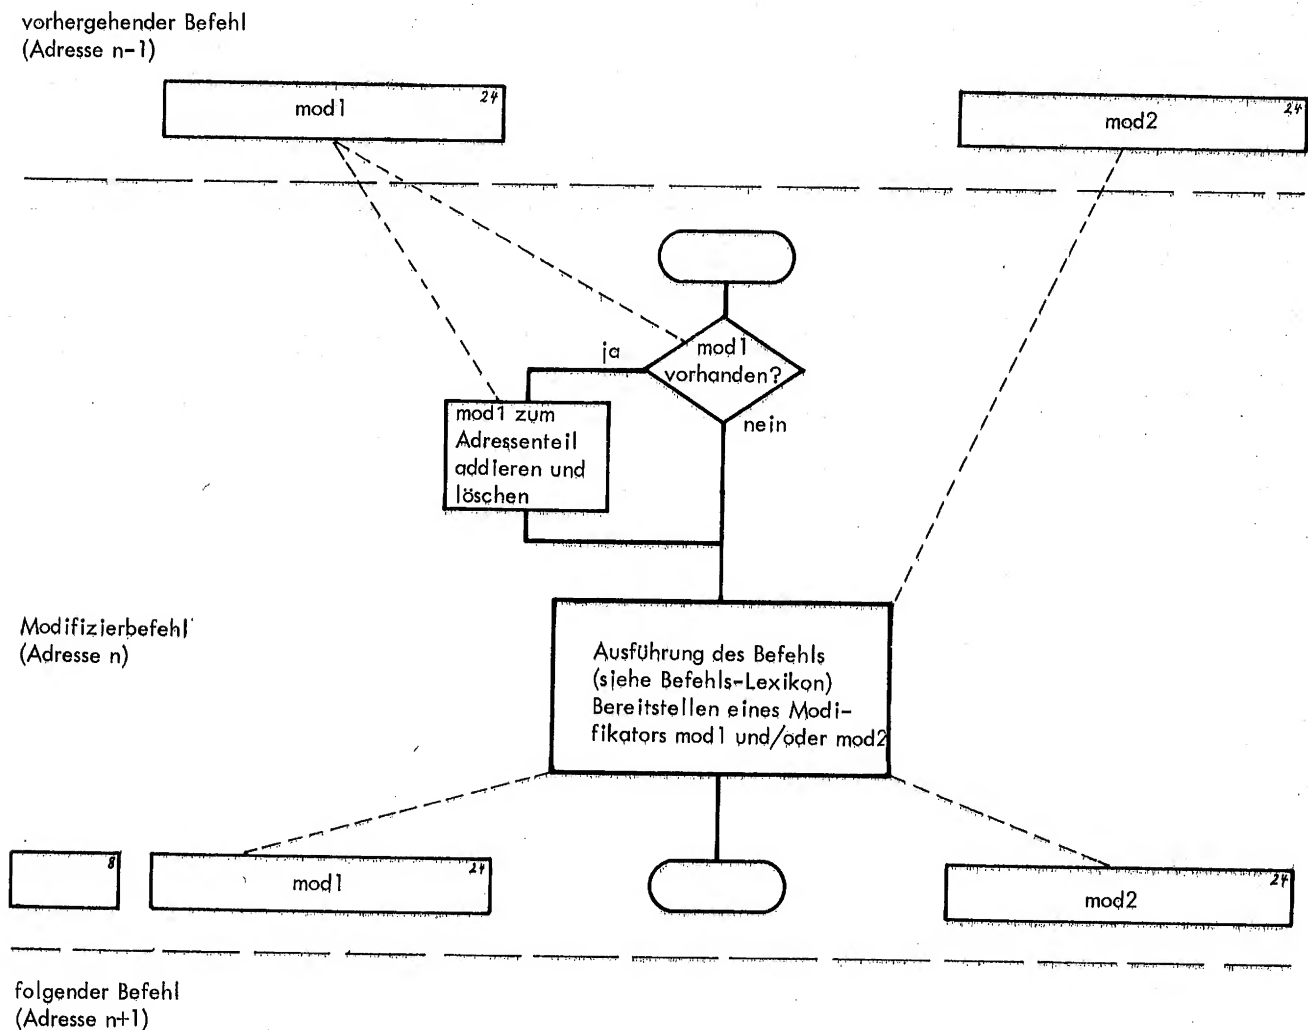 vorhergehender Befehl
(Adresse n-1)
mod1
24
mod2
24
mod1
vorhanden?
ja
nein
mod1 zum
Adressenteil
addieren und
löschen
Modifizierbefehl
(Adresse n)
Ausführung des Befehls
(siehe Befehls-Lexikon)
Bereitstellen eines Modi-
fikators mod1 und/oder mod2
8
mod1
24
mod2
24
folgender Befehl
(Adresse n+1)